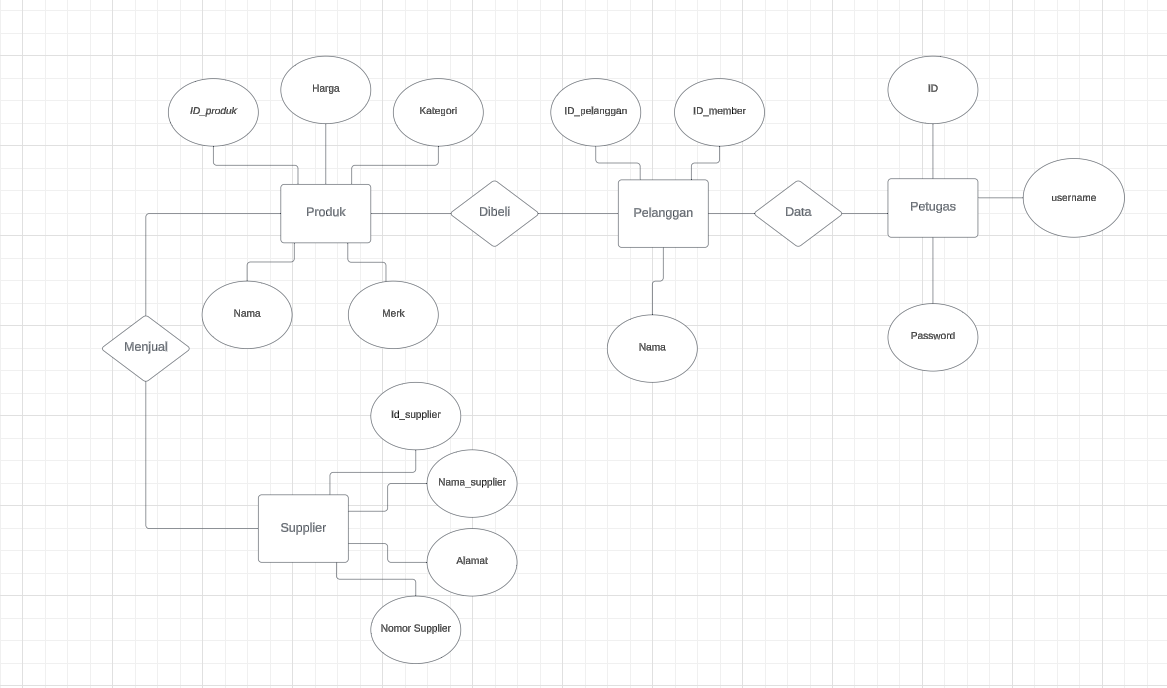 Harga
ID
ID_produk
Kategori
ID_pelanggan
ID_member
username
Produk
Dibeli
Pelanggan
Data
Petugas
Nama
Merk
Menjual
Nama
Password
Id_supplier
Nama_supplier
Supplier
Alamat
Nomor Supplier